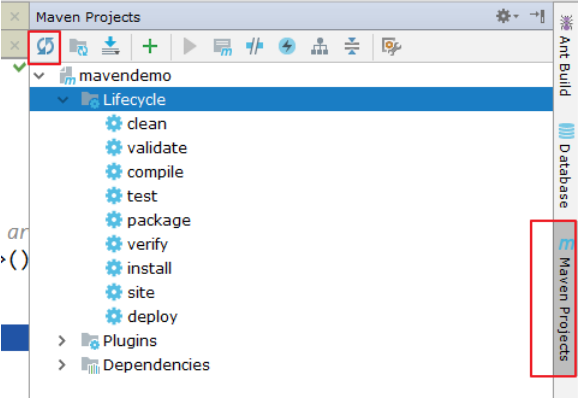 Maven Projects
mavendemo
Lifecycle
clean
validate
compile
test
package
verify
install
site
deploy
Plugins
Dependencies
ar
()
Ant Build
Database
m
Maven Projects